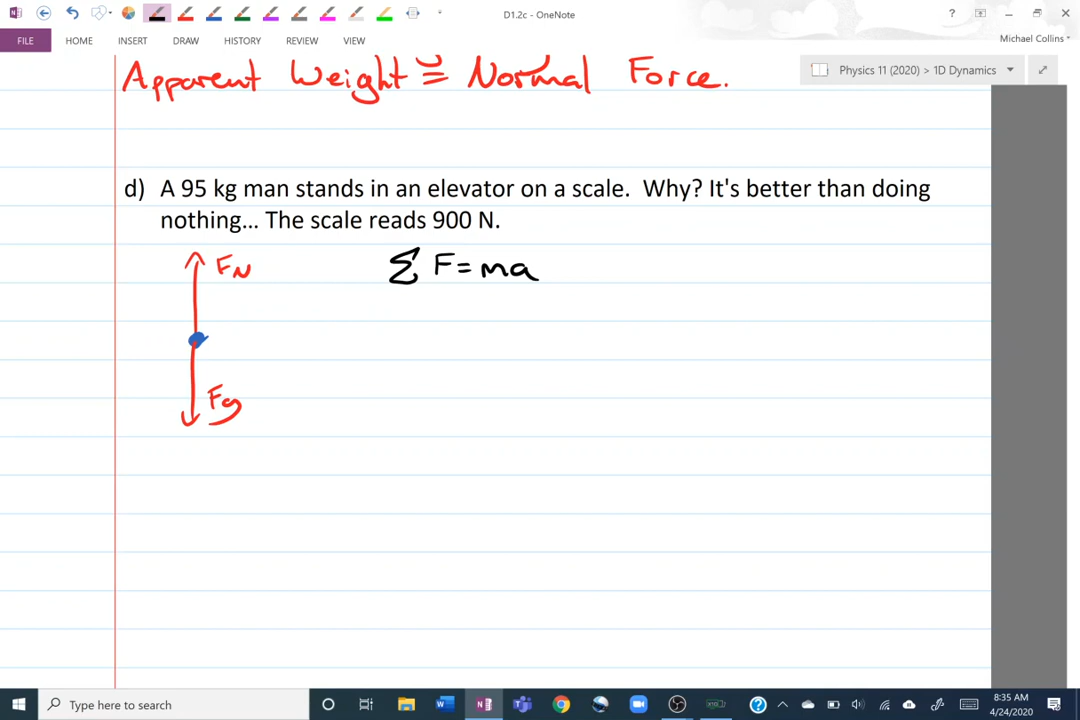 D1.2c - OneNote
?
Michael Collins
FILE HOME INSERT DRAW HISTORY REVIEW VIEW
Physics 11 (2020) > 1D Dynamics
Apparent Weight ≅ Normal Force.
d) A 95 kg man stands in an elevator on a scale. Why? It's better than doing
nothing... The scale reads 900 N.
FN
Σ F = ma
Fg
Type here to search
8:35 AM
4/24/2020